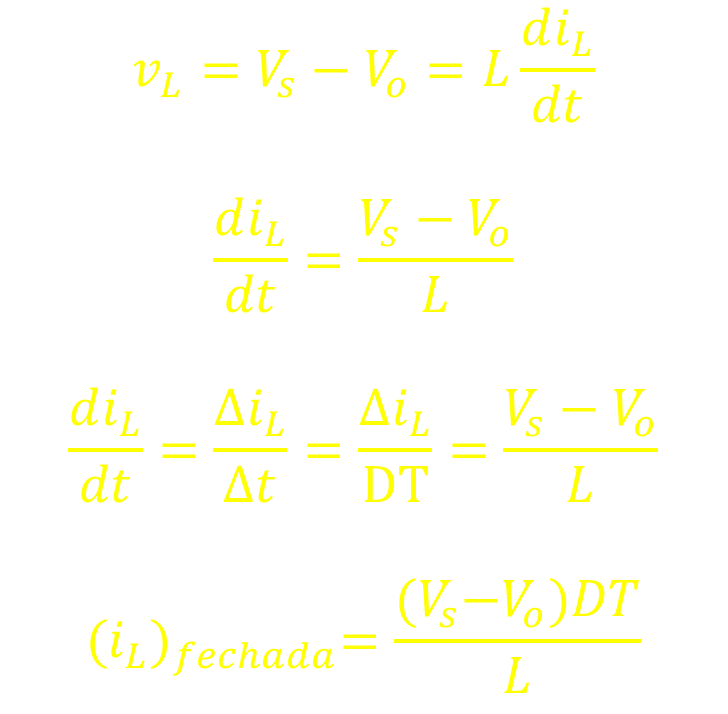 v_L = V_s − V_o = L di_L/dt
di_L/dt = (V_s − V_o)/L
di_L/dt = Δi_L/Δt = Δi_L/DT = (V_s − V_o)/L
(i_L)_fechada = (V_s−V_o)DT/L